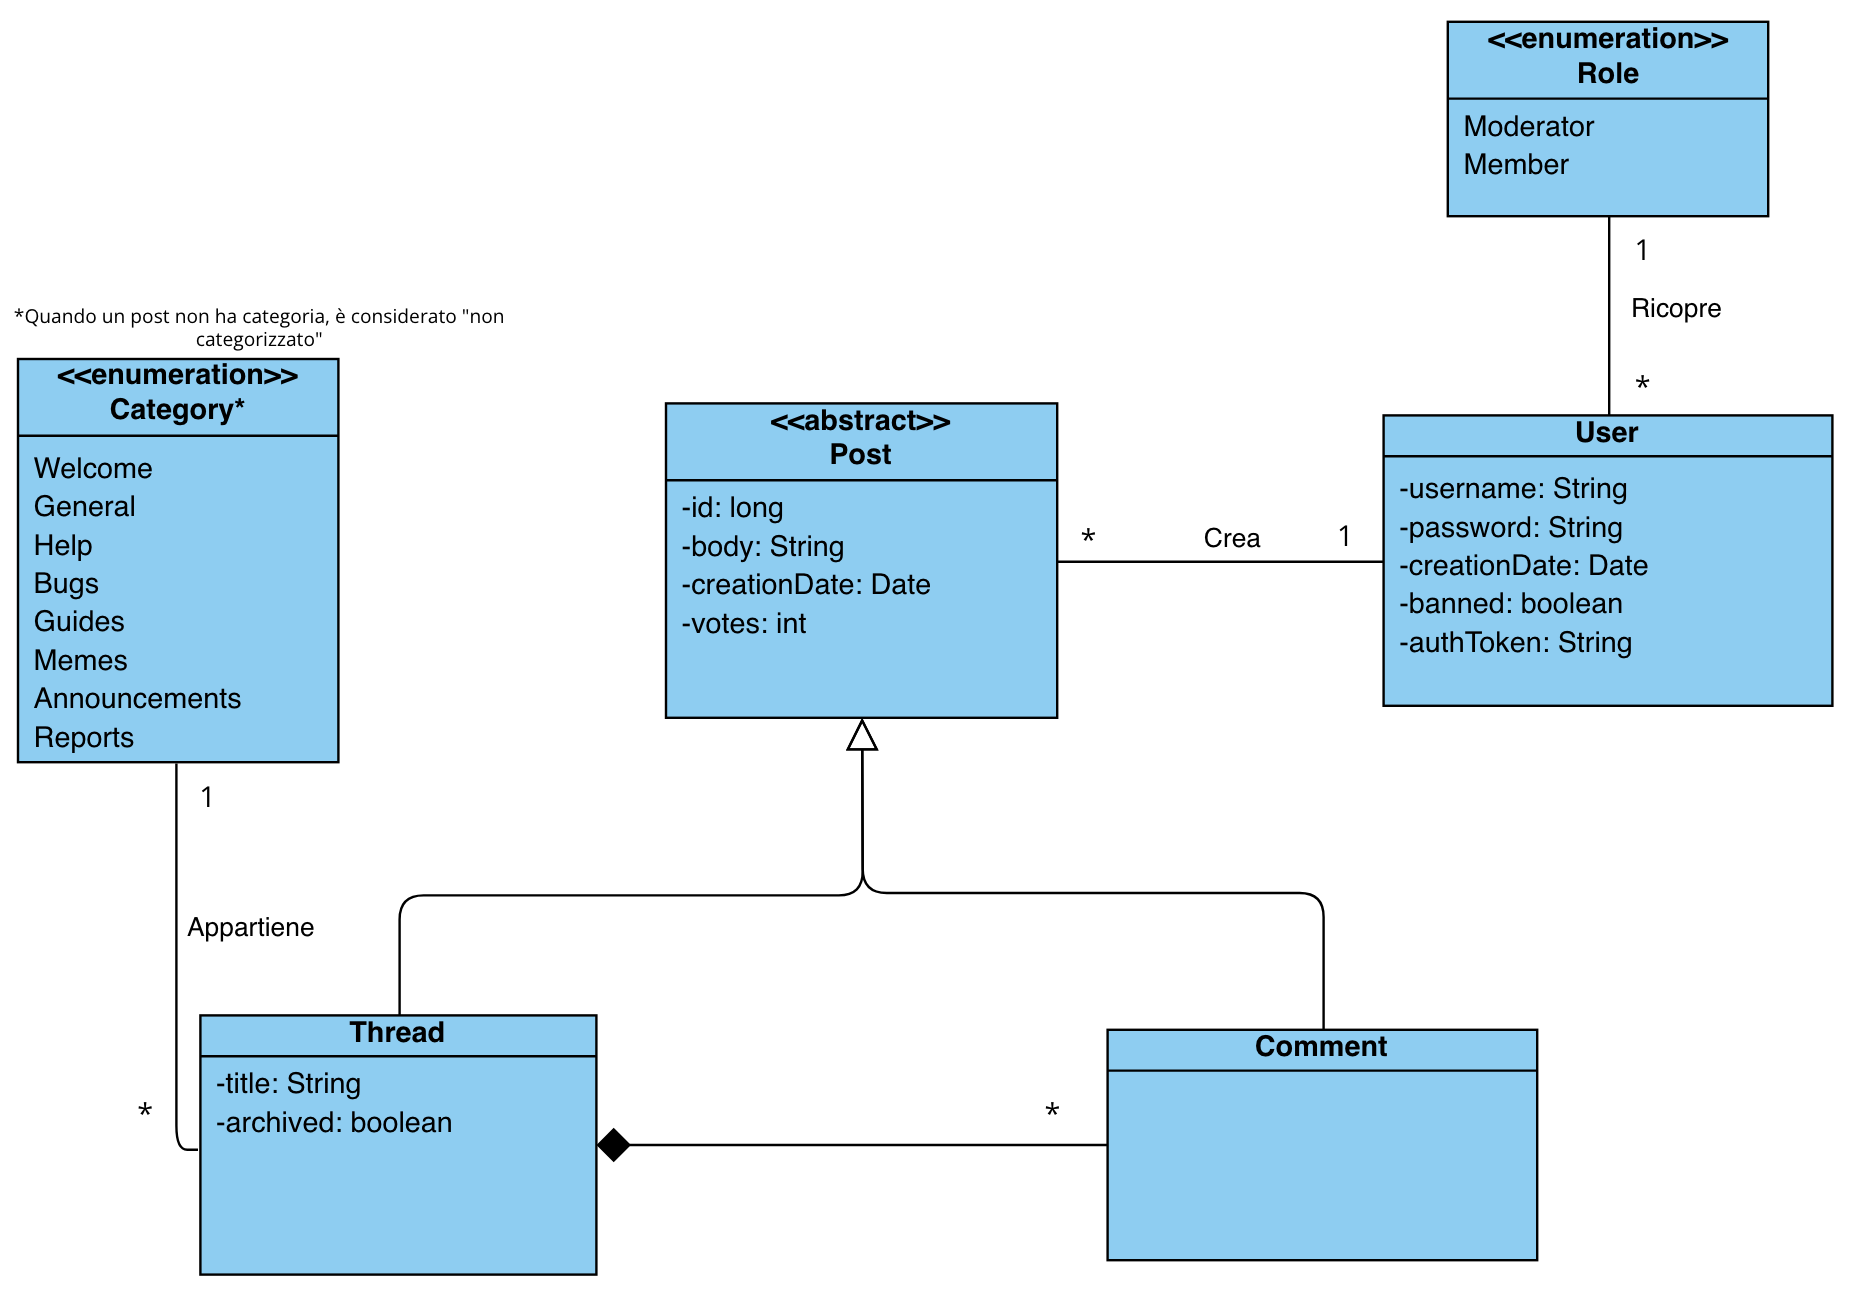 <<enumeration>>
Role
Moderator
Member
1
Ricopre
*
*Quando un post non ha categoria, è considerato "non
categorizzato"
<<enumeration>>
Category*
Welcome
General
Help
Bugs
Guides
Memes
Announcements
Reports
<<abstract>>
Post
-id: long
-body: String
-creationDate: Date
-votes: int
*
Crea
1
User
-username: String
-password: String
-creationDate: Date
-banned: boolean
-authToken: String
1
Appartiene
*
Thread
-title: String
-archived: boolean
*
Comment